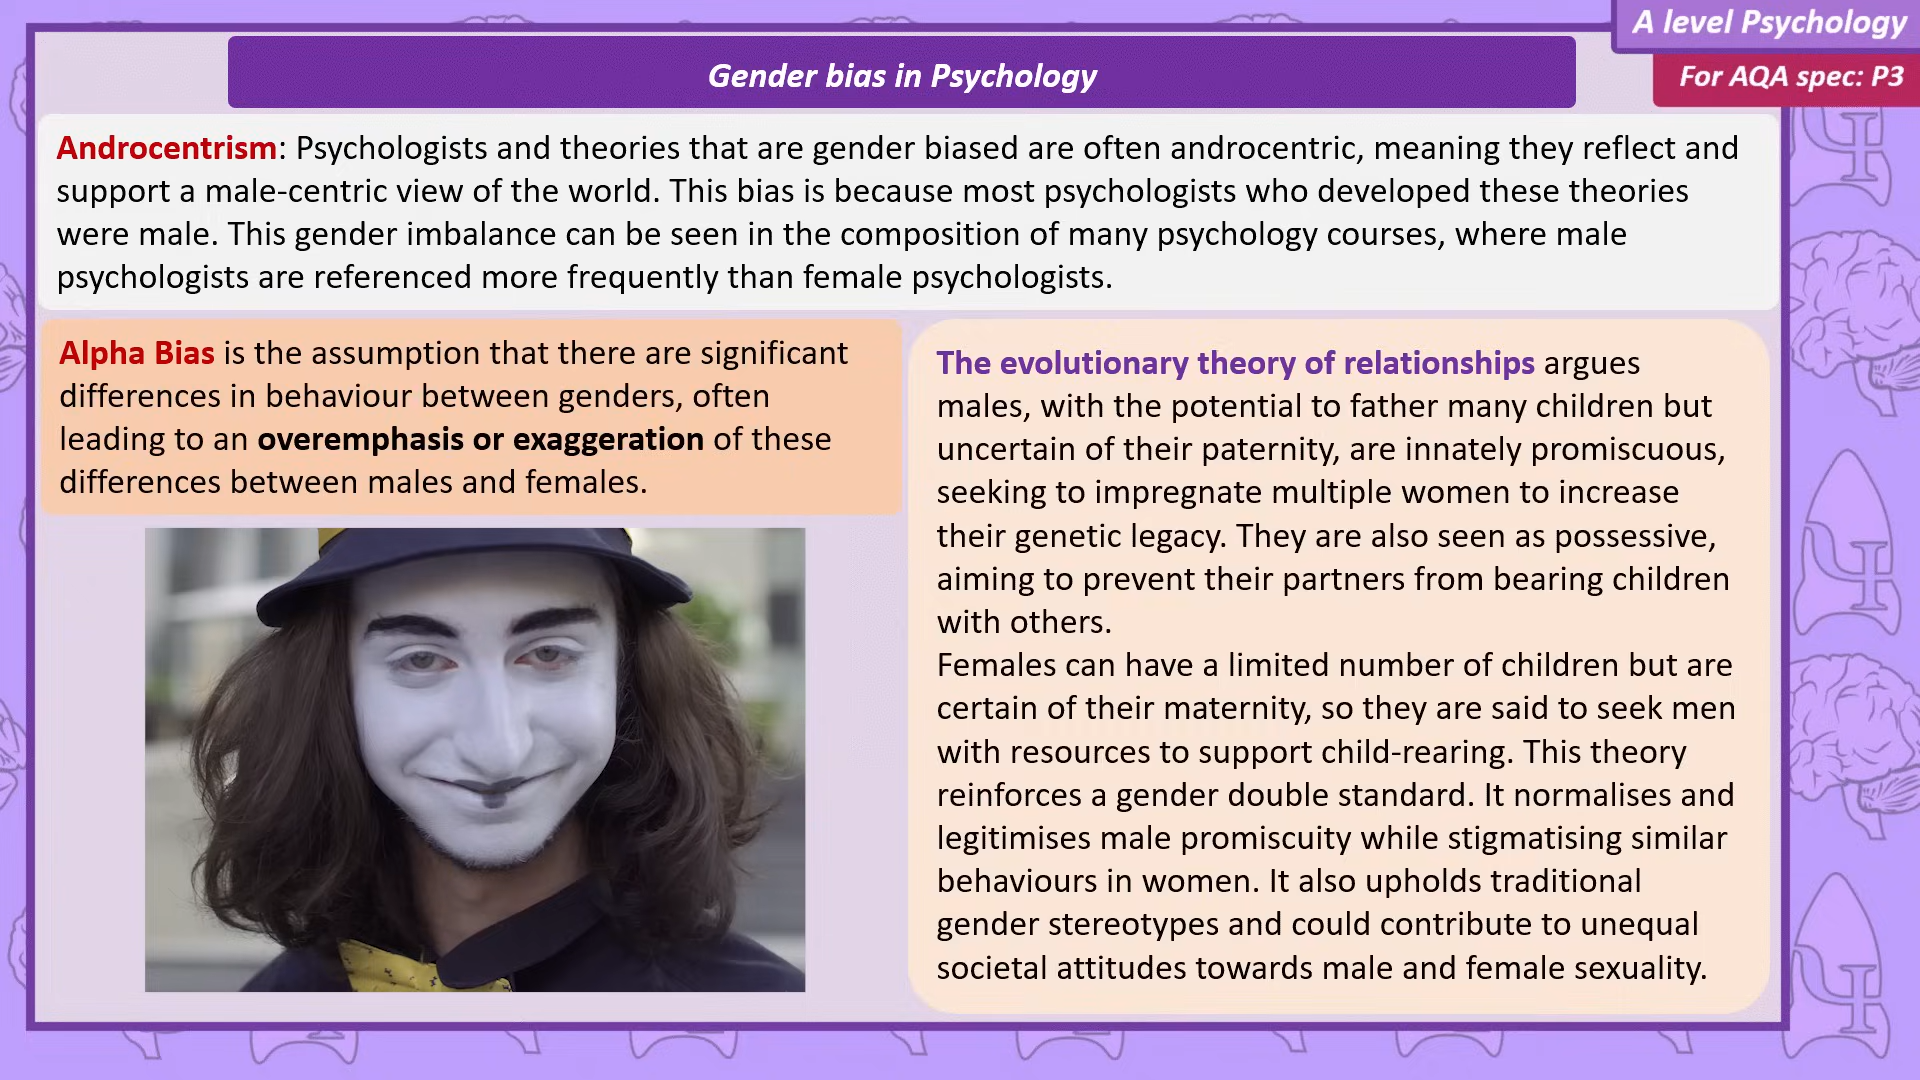 A level Psychology
For AQA spec: P3
Gender bias in Psychology
Androcentrism: Psychologists and theories that are gender biased are often androcentric, meaning they reflect and
support a male-centric view of the world. This bias is because most psychologists who developed these theories
were male. This gender imbalance can be seen in the composition of many psychology courses, where male
psychologists are referenced more frequently than female psychologists.
Alpha Bias is the assumption that there are significant
differences in behaviour between genders, often
leading to an overemphasis or exaggeration of these
differences between males and females.
The evolutionary theory of relationships argues
males, with the potential to father many children but
uncertain of their paternity, are innately promiscuous,
seeking to impregnate multiple women to increase
their genetic legacy. They are also seen as possessive,
aiming to prevent their partners from bearing children
with others.
Females can have a limited number of children but are
certain of their maternity, so they are said to seek men
with resources to support child-rearing. This theory
reinforces a gender double standard. It normalises and
legitimises male promiscuity while stigmatising similar
behaviours in women. It also upholds traditional
gender stereotypes and could contribute to unequal
societal attitudes towards male and female sexuality.